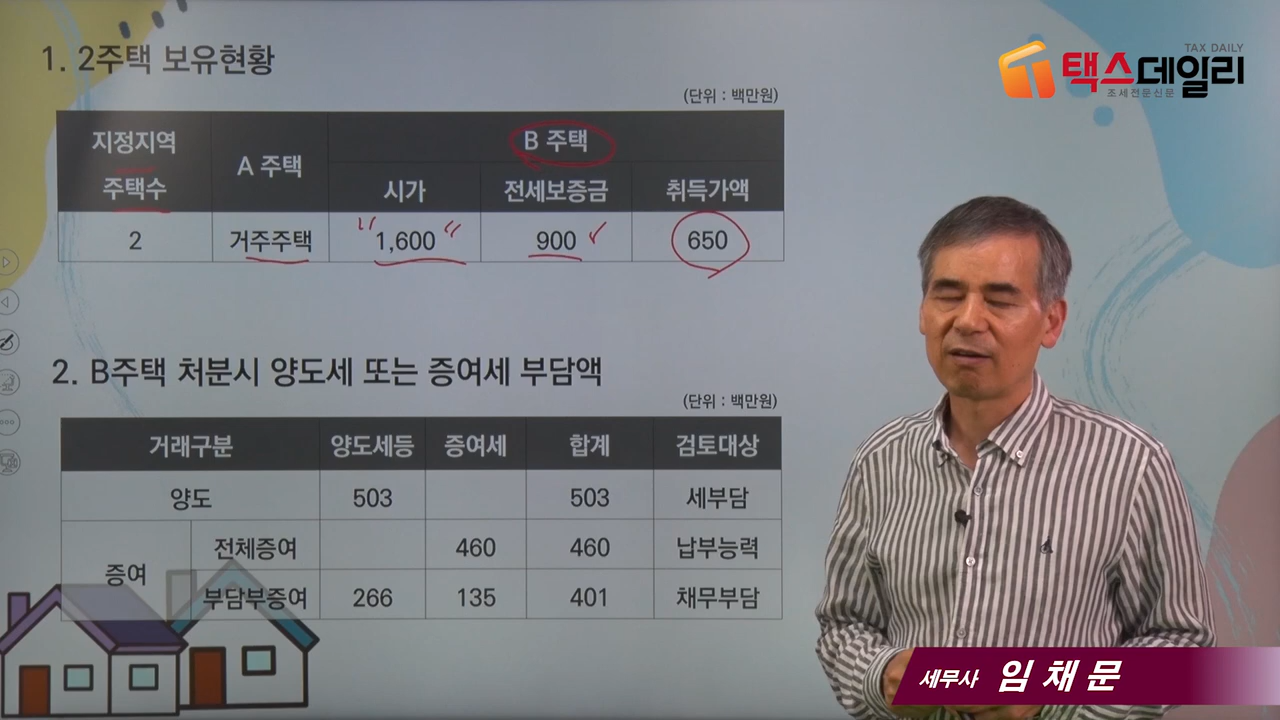 1. 2주택 보유현황
(단위 : 백만원)
지정지역 주택수 A 주택 B 주택
시가 전세보증금 취득가액
2 거주주택 1,600 900 650
2. B주택 처분시 양도세 또는 증여세 부담액
(단위 : 백만원)
거래구분 양도세등 증여세 합계 검토대상
양도 503 503 세부담
증여 전체증여 460 460 납부능력
부담부증여 266 135 401 채무부담
TAX DAILY
택스데일리
조세전문신문
세무사 임채문